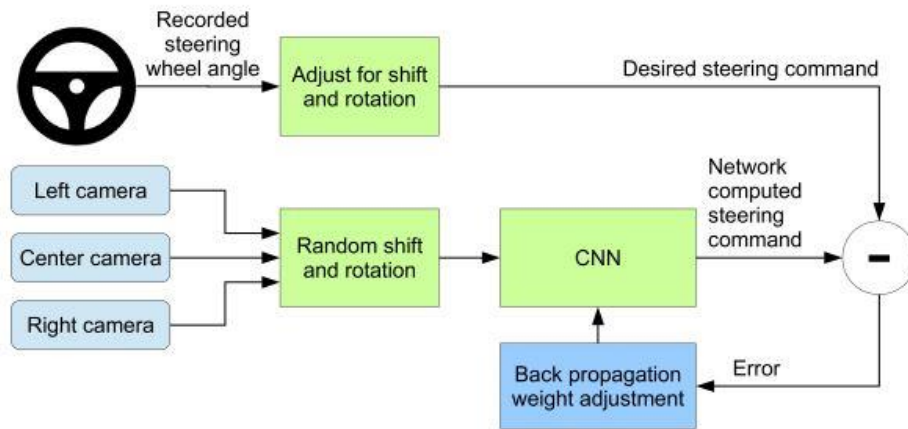 Recorded
steering
wheel angle
Adjust for shift
and rotation
Desired steering command
Left camera
Center camera
Right camera
Random shift
and rotation
CNN
Network
computed
steering
command
-
Back propagation
weight adjustment
Error